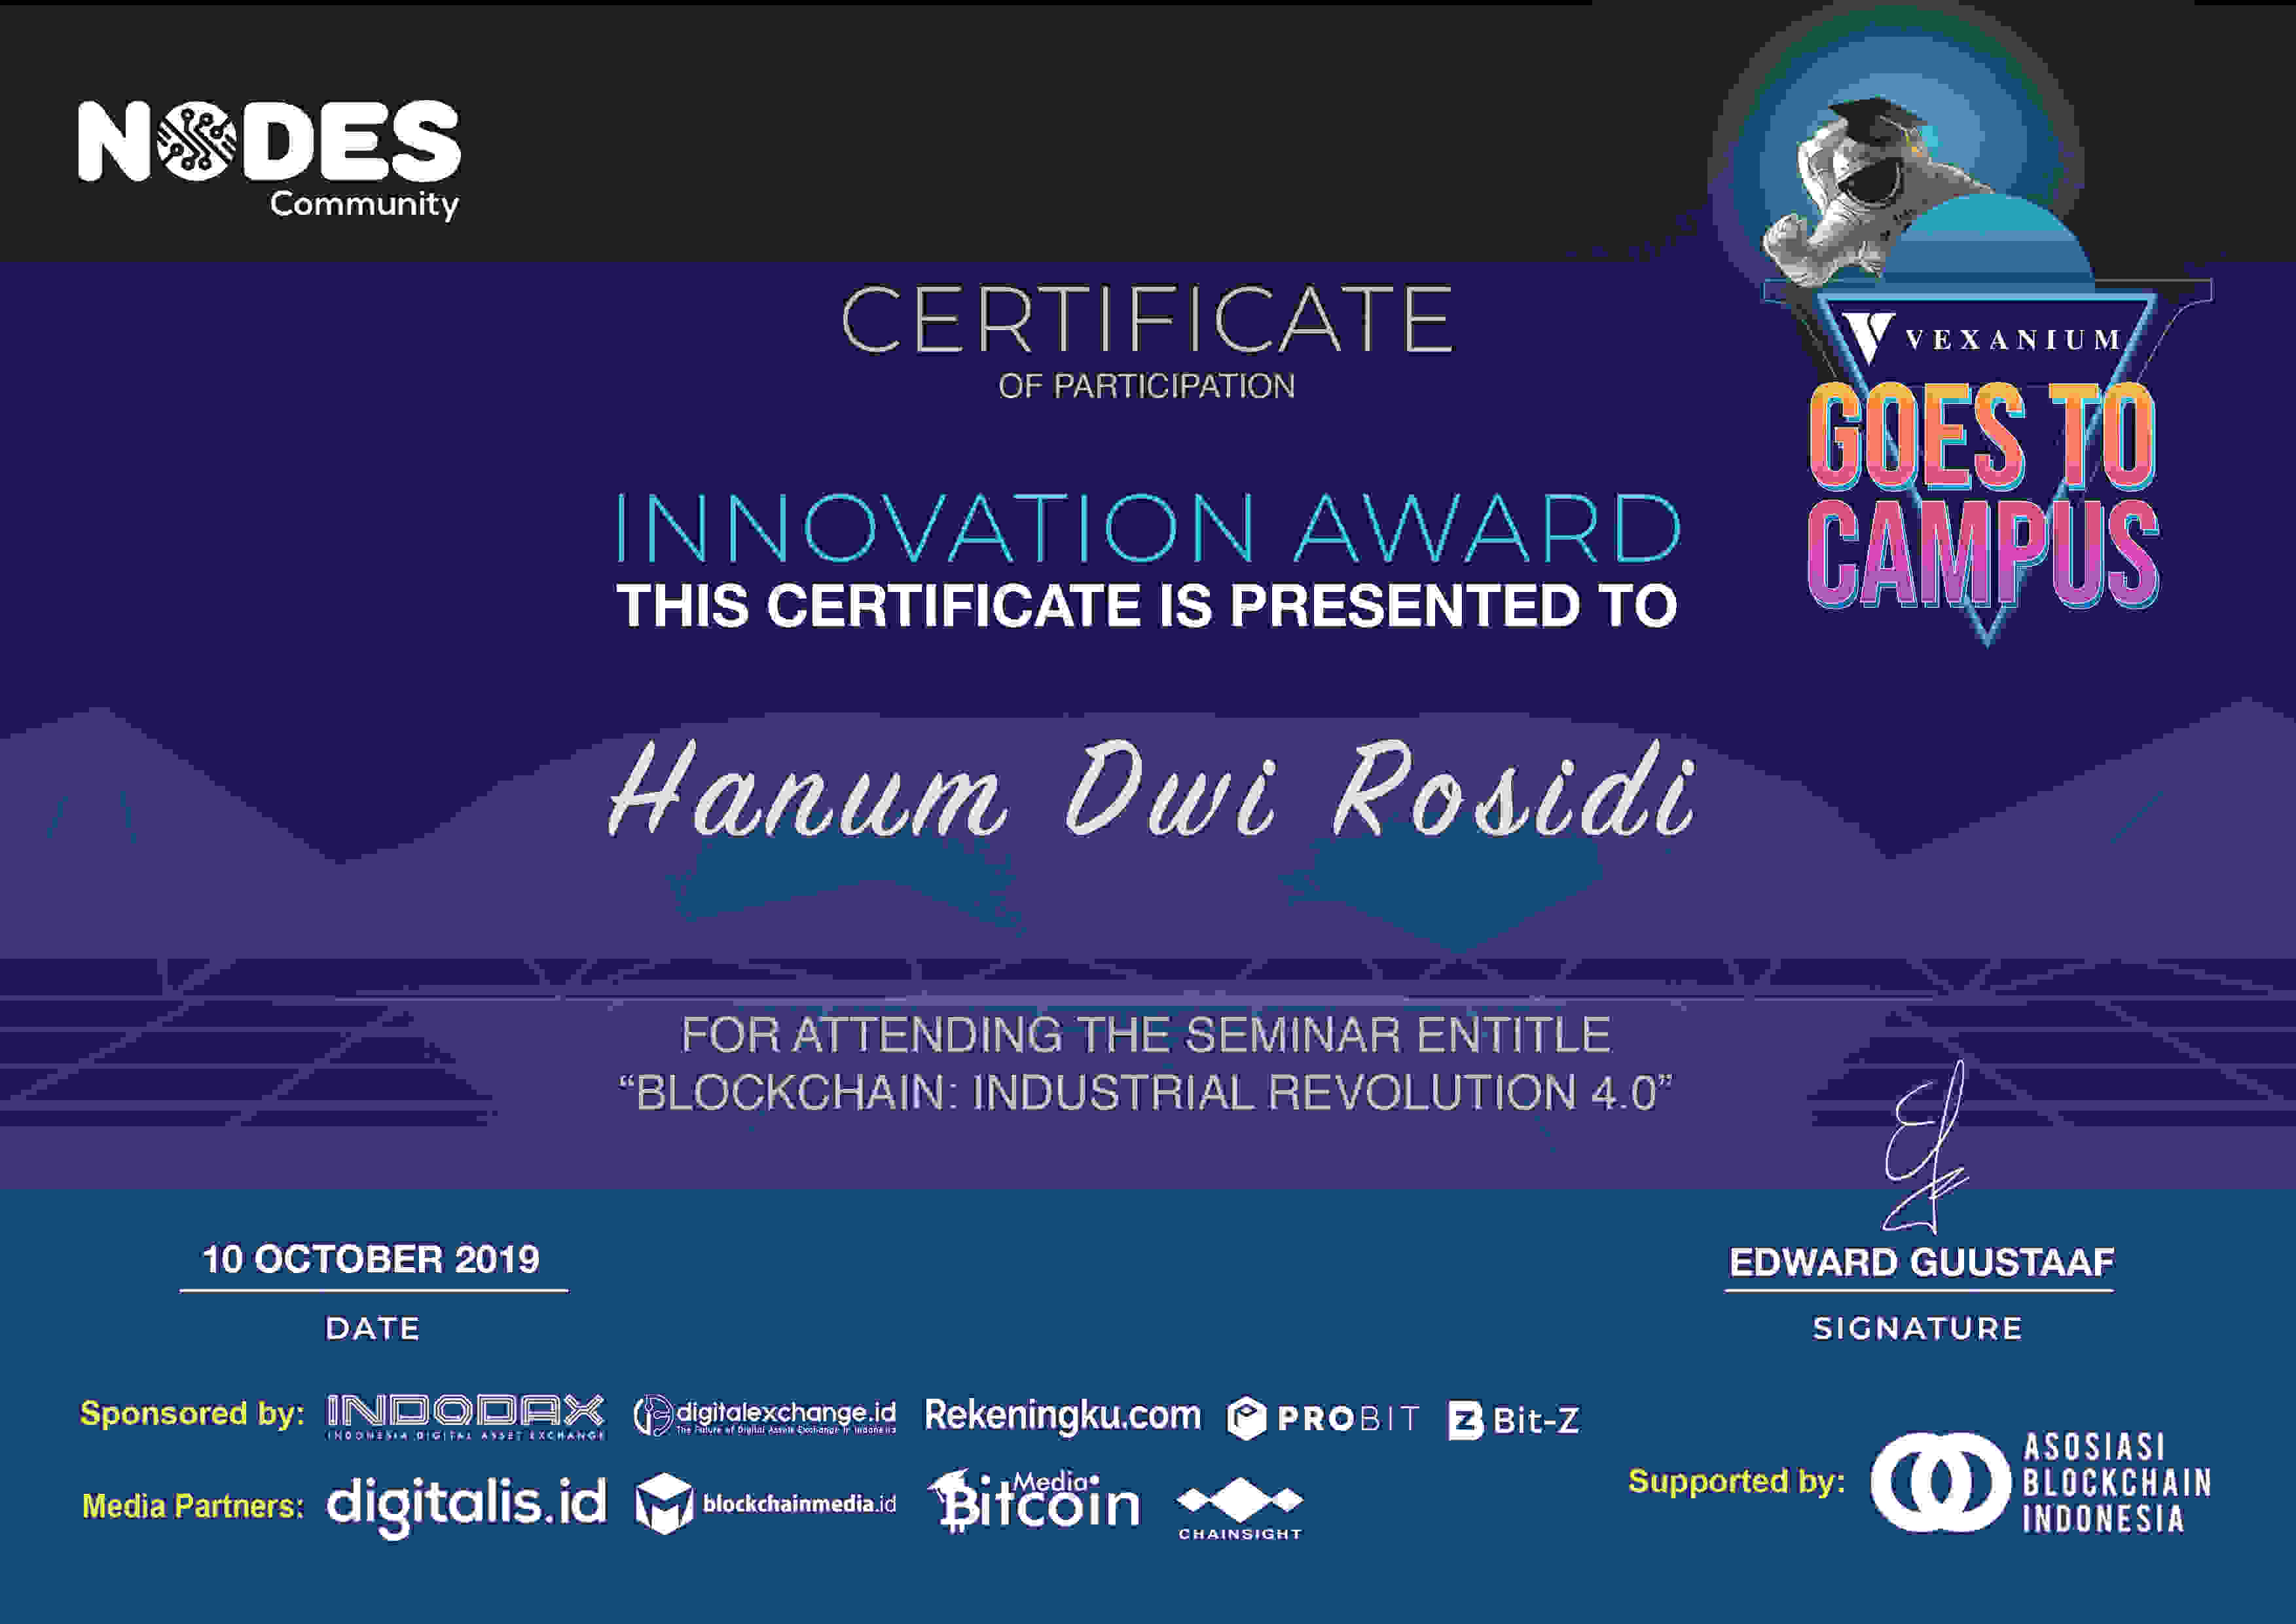 NODES
Community
CERTIFICATE
OF PARTICIPATION
VEXANIUM
GOES TO
CAMPUS
INNOVATION AWARD
THIS CERTIFICATE IS PRESENTED TO
Hanum Dwi Rosidi
FOR ATTENDING THE SEMINAR ENTITLE
“BLOCKCHAIN: INDUSTRIAL REVOLUTION 4.0”
10 OCTOBER 2019
DATE
EDWARD GUUSTAAF
SIGNATURE
Sponsored by:
INDODAX
INDONESIA DIGITAL ASSET EXCHANGE
digitalexchange.id
The Future of Digital Assets Exchange in Indonesia
Rekeningku.com
PROBIT
Bit-Z
Media Partners:
digitalis.id
blockchainmedia.id
Media
Bitcoin
CHAINSIGHT
Supported by:
ASOSIASI
BLOCKCHAIN
INDONESIA